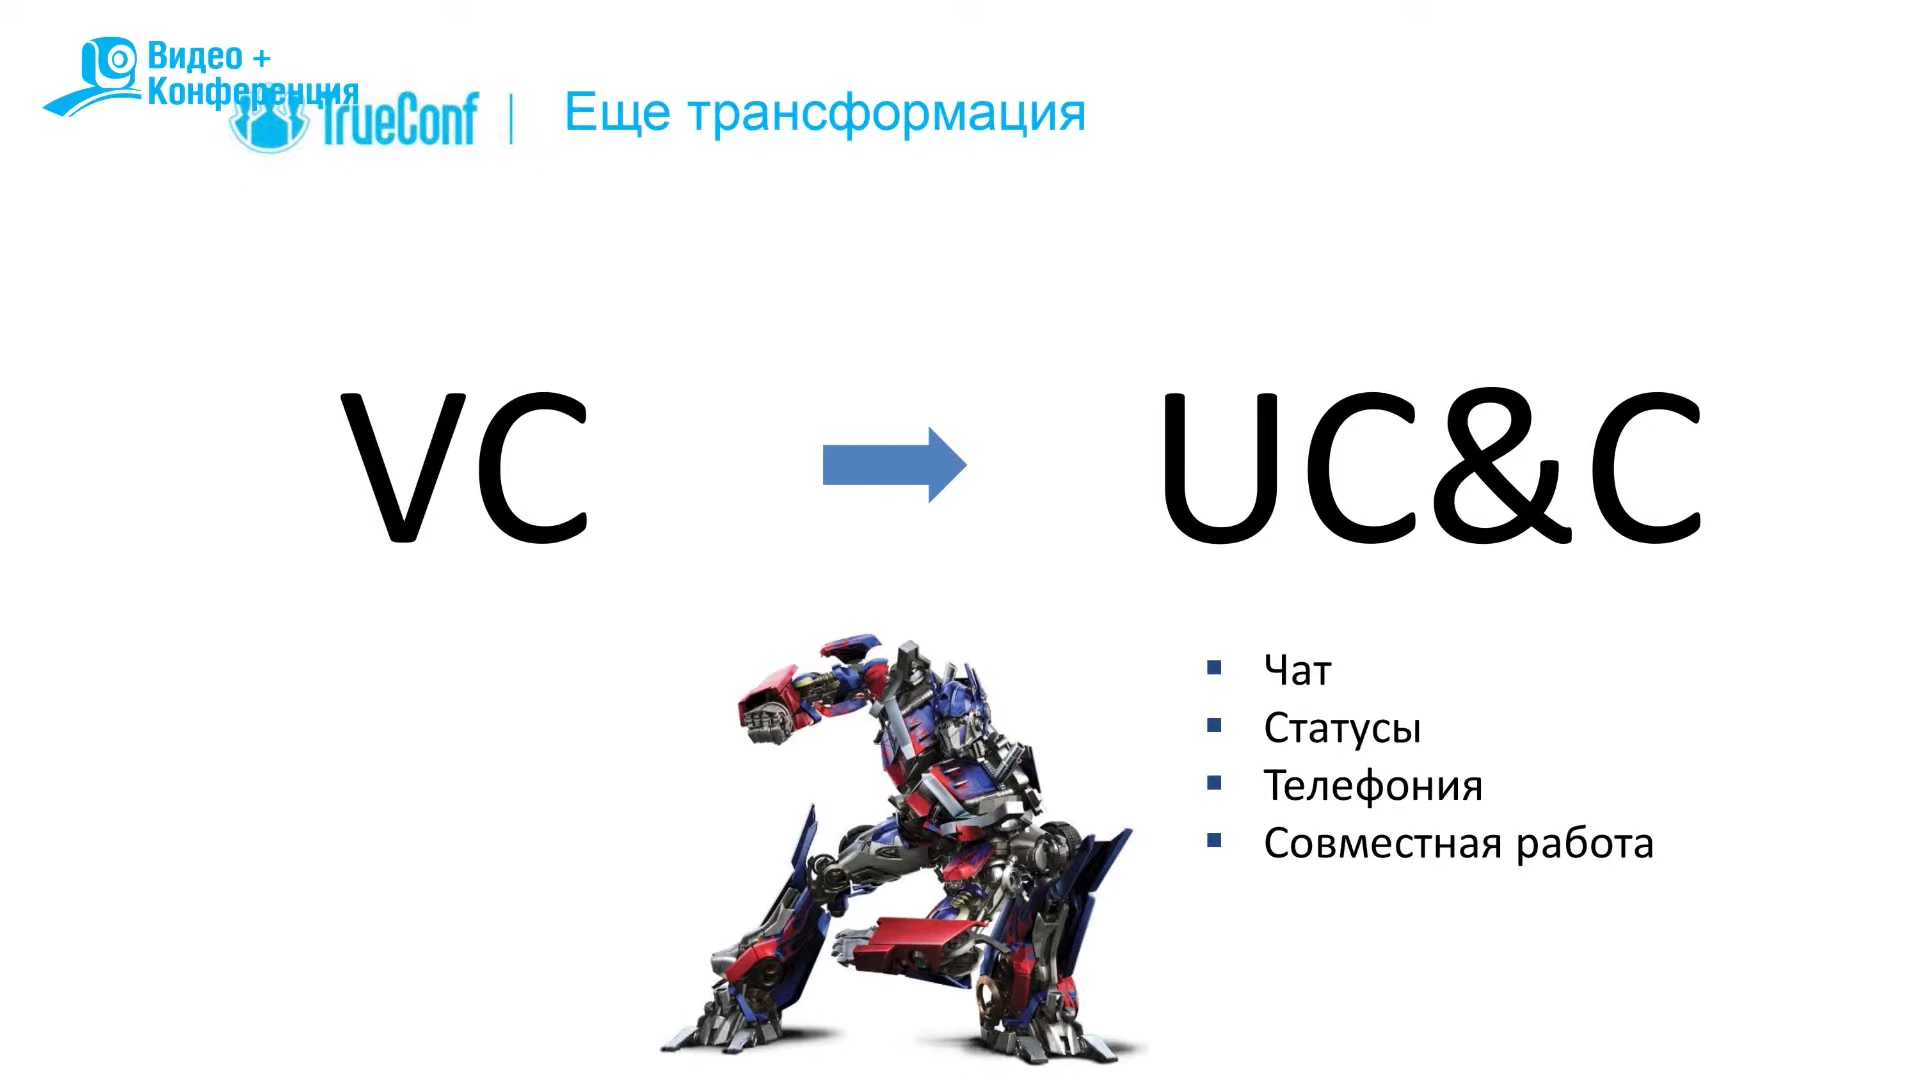 Видео +
Конференция
TrueConf
Еще трансформация
VC
UC&C
Чат
Статусы
Телефония
Совместная работа